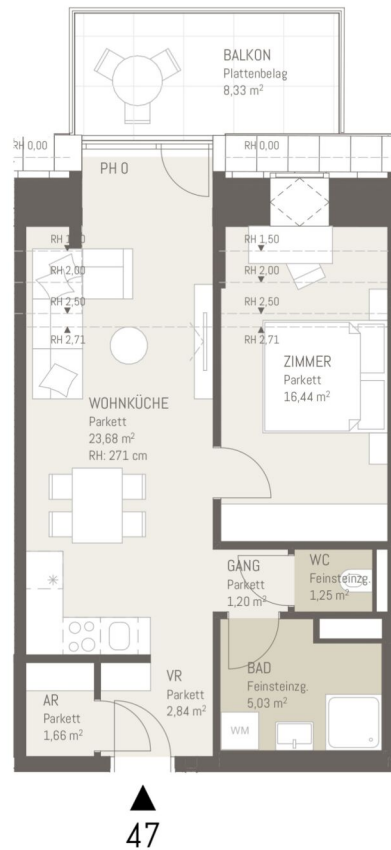 BALKON
Plattenbelag
8,33 m²
RH 0,00
RH 0,00
PH 0
RH 1,50
RH 2,00
RH 2,50
RH 2,71
RH 1,50
RH 2,00
RH 2,50
RH 2,71
ZIMMER
Parkett
16,44 m²
WOHNKÜCHE
Parkett
23,68 m²
RH: 271 cm
GANG
Parkett
1,20 m²
WC
Feinsteinzg.
1,25 m²
VR
Parkett
2,84 m²
BAD
Feinsteinzg.
5,03 m²
AR
Parkett
1,66 m²
WM
47